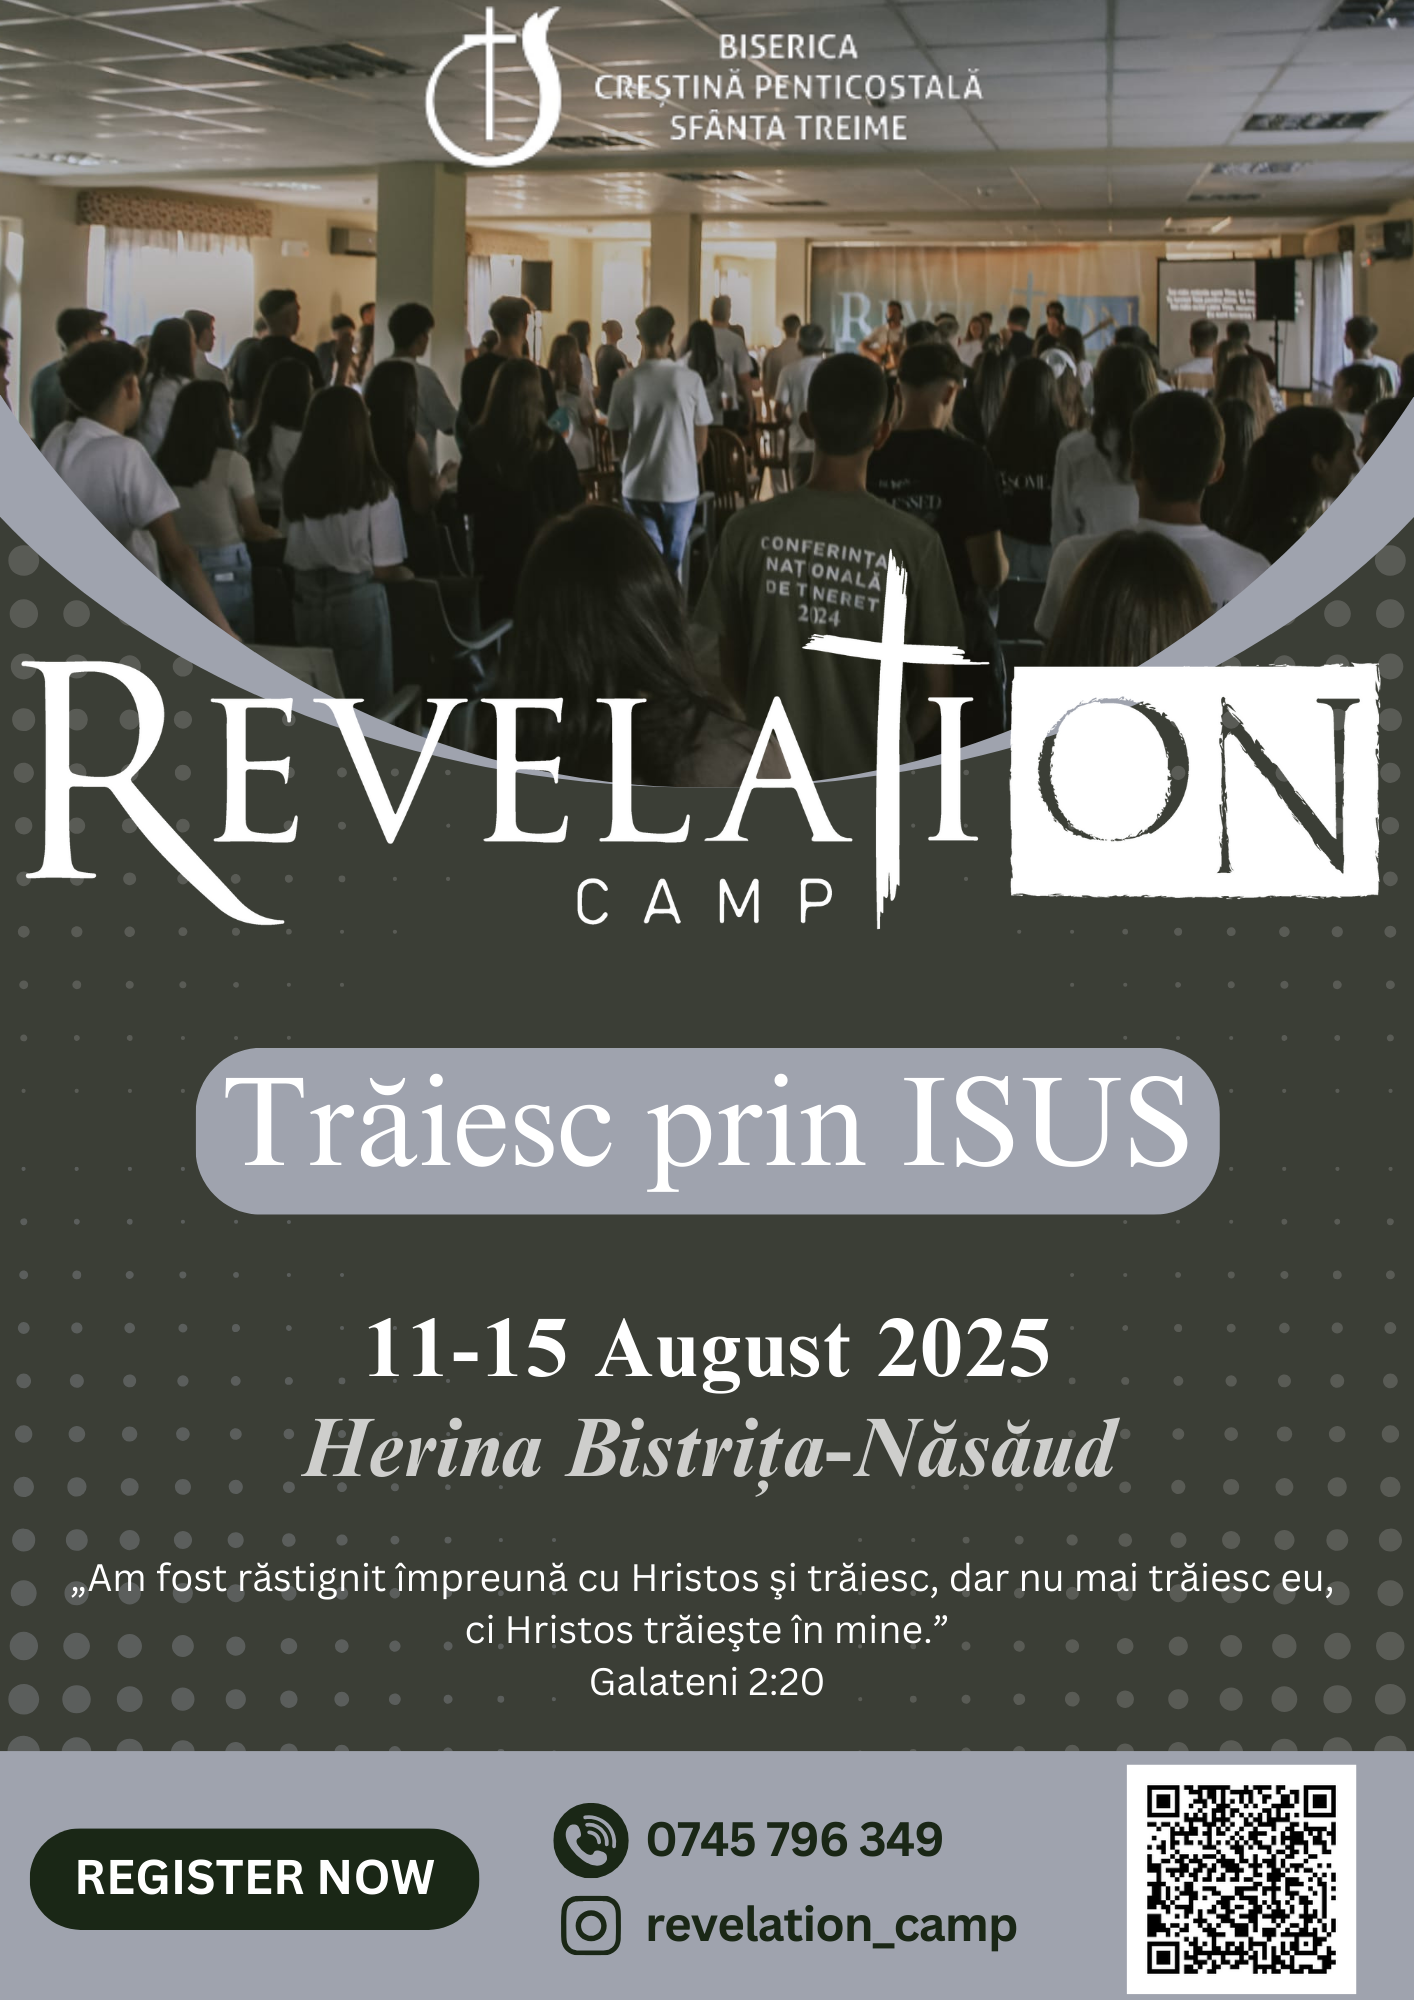 BISERICA
CREȘTINĂ PENTICOSTALĂ
SFÂNTA TREIME
REVELATION
CONFERINȚA
NAȚIONALĂ
DE TINERET
2024
REVELATION
CAMP
Trăiesc prin ISUS
11-15 August 2025
Herina Bistrița-Năsăud
„Am fost răstignit împreună cu Hristos şi trăiesc, dar nu mai trăiesc eu,
ci Hristos trăieşte în mine.”
Galateni 2:20
REGISTER NOW
0745 796 349
revelation_camp